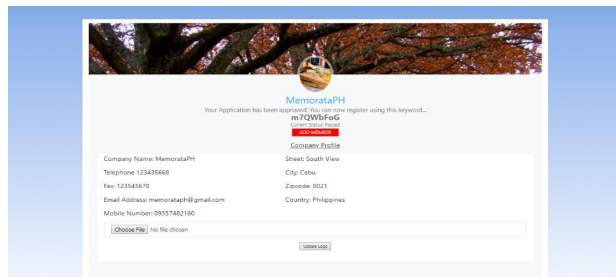 MemorataPH
Your Application has been approved! You can now register using this keyword...
m7QWbFoG
Current Status: Passed
ADD MEMBER
Company Profile
Company Name: MemorataPH
Street: South View
Telephone 123435668
City: Cebu
Fax: 123545678
Zipcode: 8021
Email Address: memorataph@gmail.com
Country: Philippines
Mobile Number: 09357482160
Choose File No file chosen
Update Logo